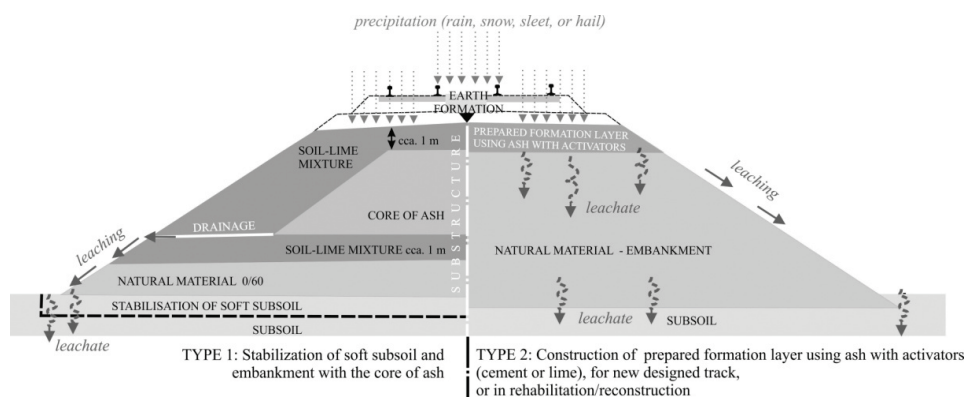 precipitation (rain, snow, sleet, or hail)
EARTH
FORMATION
cca. 1 m
SOIL-LIME
MIXTURE
PREPARED FORMATION LAYER
USING ASH WITH ACTIVATORS
leaching
leachate
CORE OF ASH
SUBSTRUCTURE
DRAINAGE
leaching
SOIL-LIME MIXTURE cca. 1 m
NATURAL MATERIAL - EMBANKMENT
NATURAL MATERIAL 0/60
STABILISATION OF SOFT SUBSOIL
SUBSOIL
leachate
leachate
SUBSOIL
TYPE 1: Stabilization of soft subsoil and
embankment with the core of ash
TYPE 2: Construction of prepared formation layer using ash with activators
(cement or lime), for new designed track,
or in rehabilitation/reconstruction